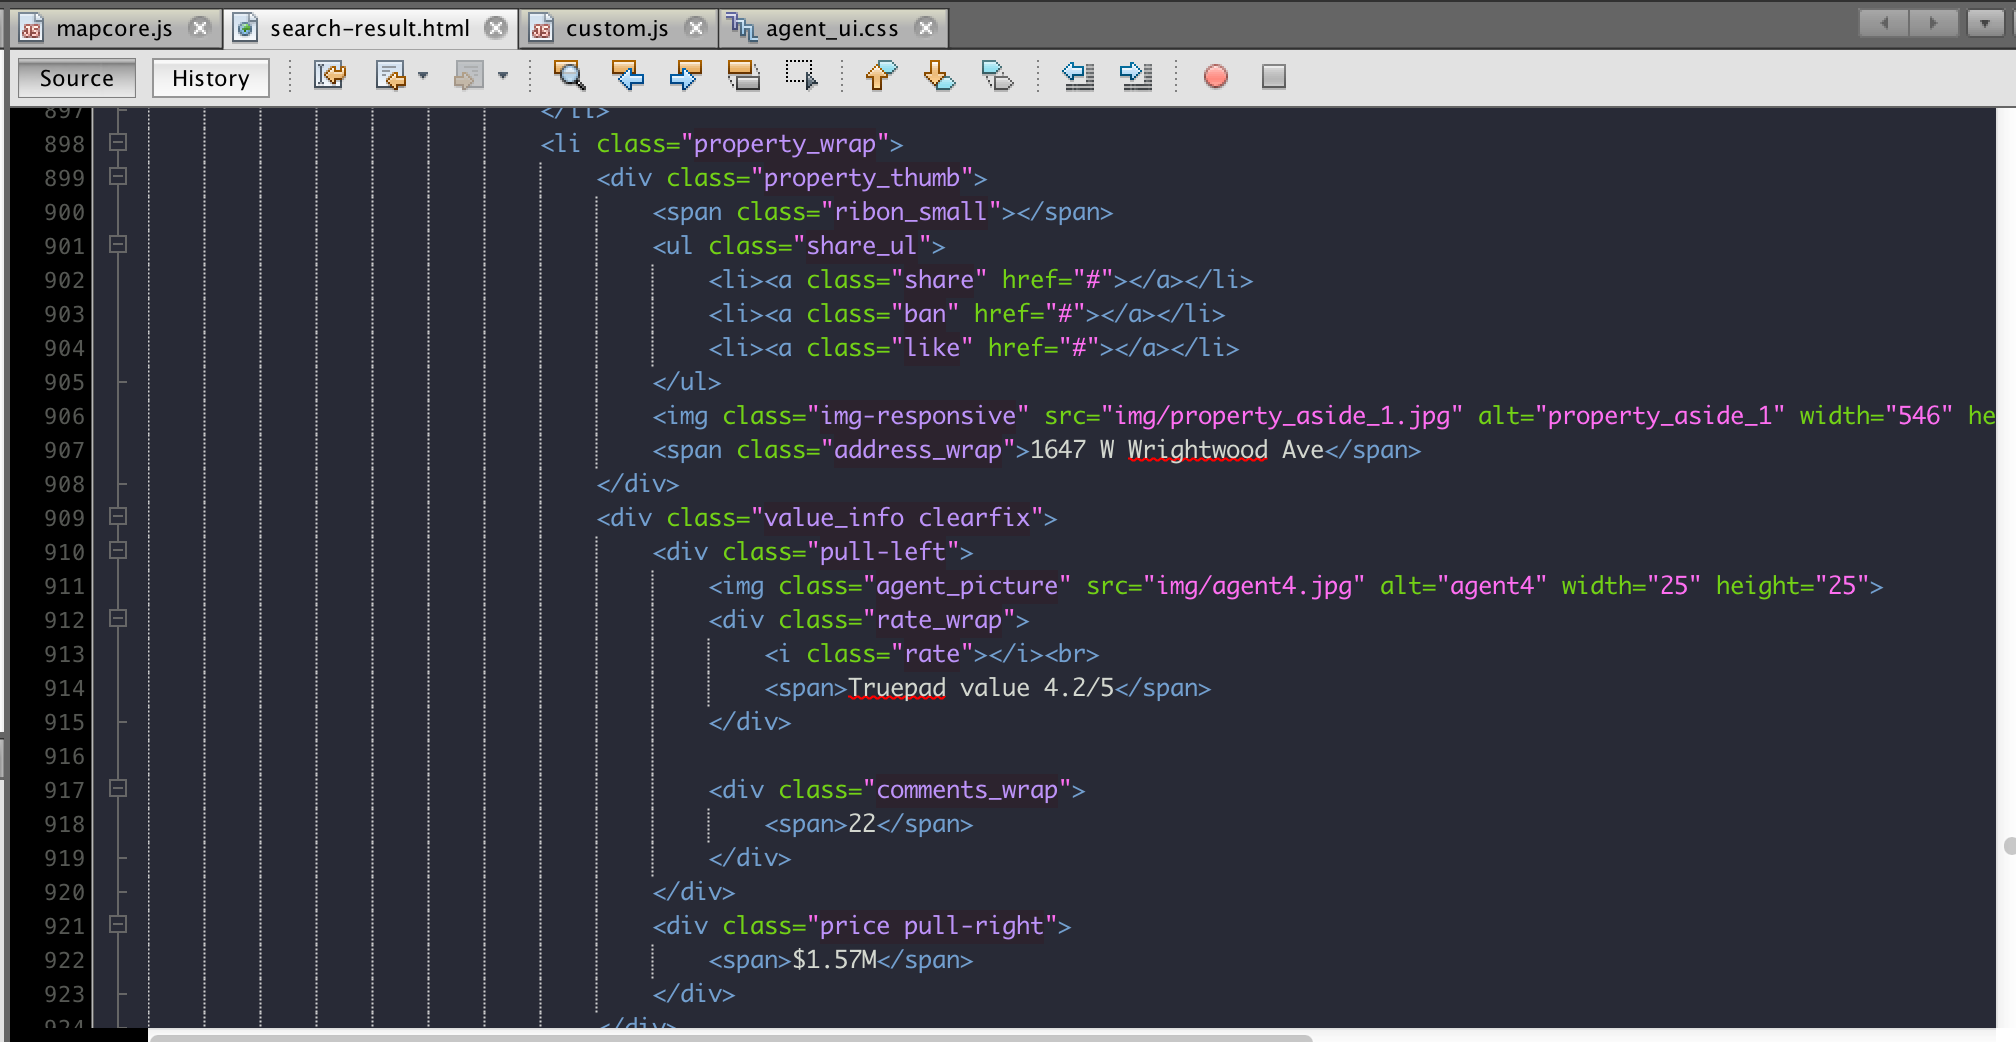 mapcore.js search-result.html custom.js agent_ui.css
Source History
897 </li>
898 <li class="property_wrap">
899 <div class="property_thumb">
900 <span class="ribon_small"></span>
901 <ul class="share_ul">
902 <li><a class="share" href="#"></a></li>
903 <li><a class="ban" href="#"></a></li>
904 <li><a class="like" href="#"></a></li>
905 </ul>
906 <img class="img-responsive" src="img/property_aside_1.jpg" alt="property_aside_1" width="546" he
907 <span class="address_wrap">1647 W Wrightwood Ave</span>
908 </div>
909 <div class="value_info clearfix">
910 <div class="pull-left">
911 <img class="agent_picture" src="img/agent4.jpg" alt="agent4" width="25" height="25">
912 <div class="rate_wrap">
913 <i class="rate"></i><br>
914 <span>Truepad value 4.2/5</span>
915 </div>
916
917 <div class="comments_wrap">
918 <span>22</span>
919 </div>
920 </div>
921 <div class="price pull-right">
922 <span>$1.57M</span>
923 </div>
924 </div>